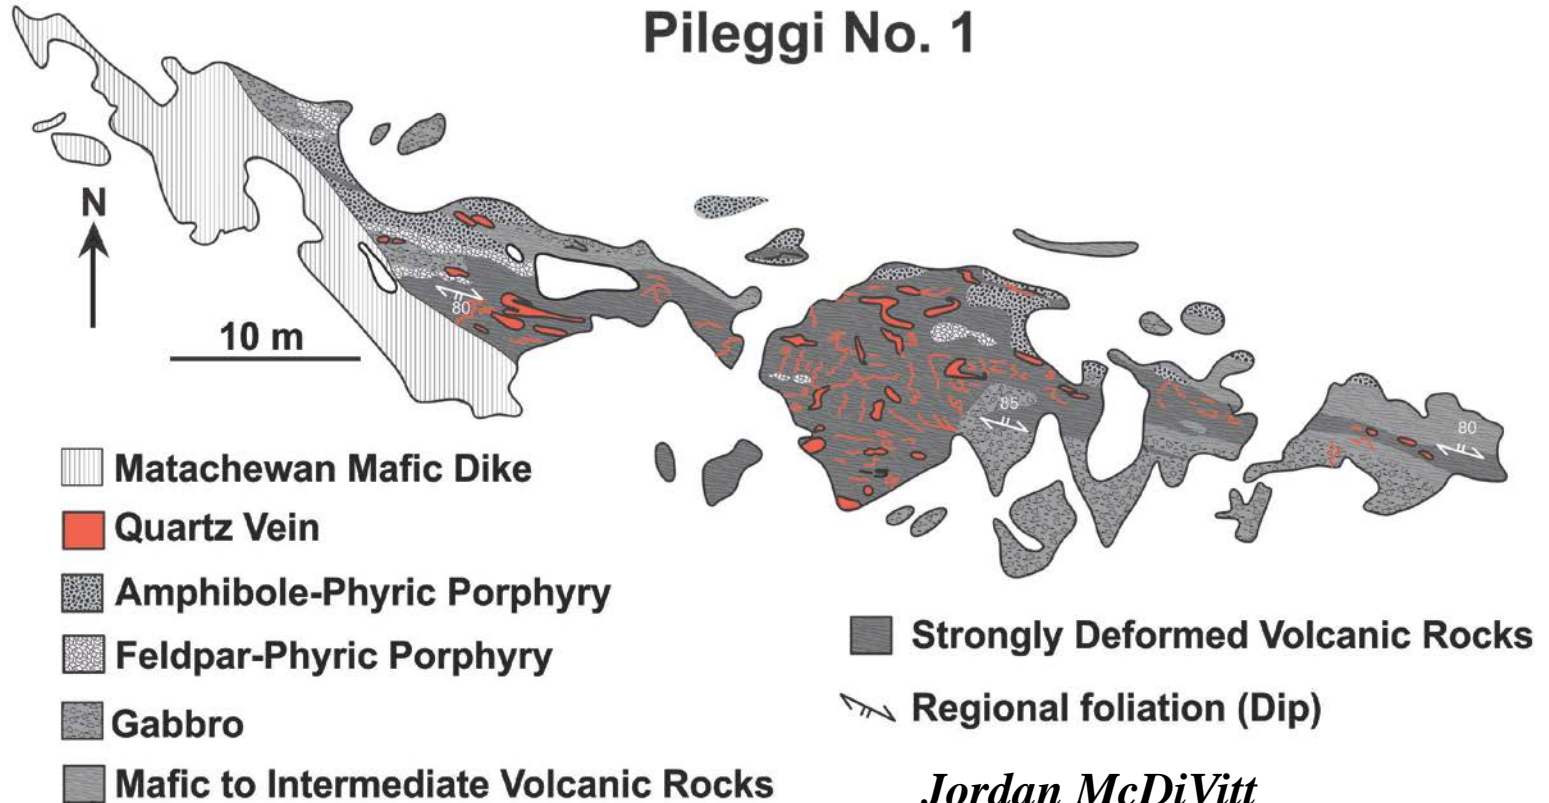 Pileggi No. 1
N
10 m
80
85
80
Matachewan Mafic Dike
Quartz Vein
Amphibole-Phyric Porphyry
Feldpar-Phyric Porphyry
Gabbro
Mafic to Intermediate Volcanic Rocks
Strongly Deformed Volcanic Rocks
Regional foliation (Dip)
Jordan McDiVitt